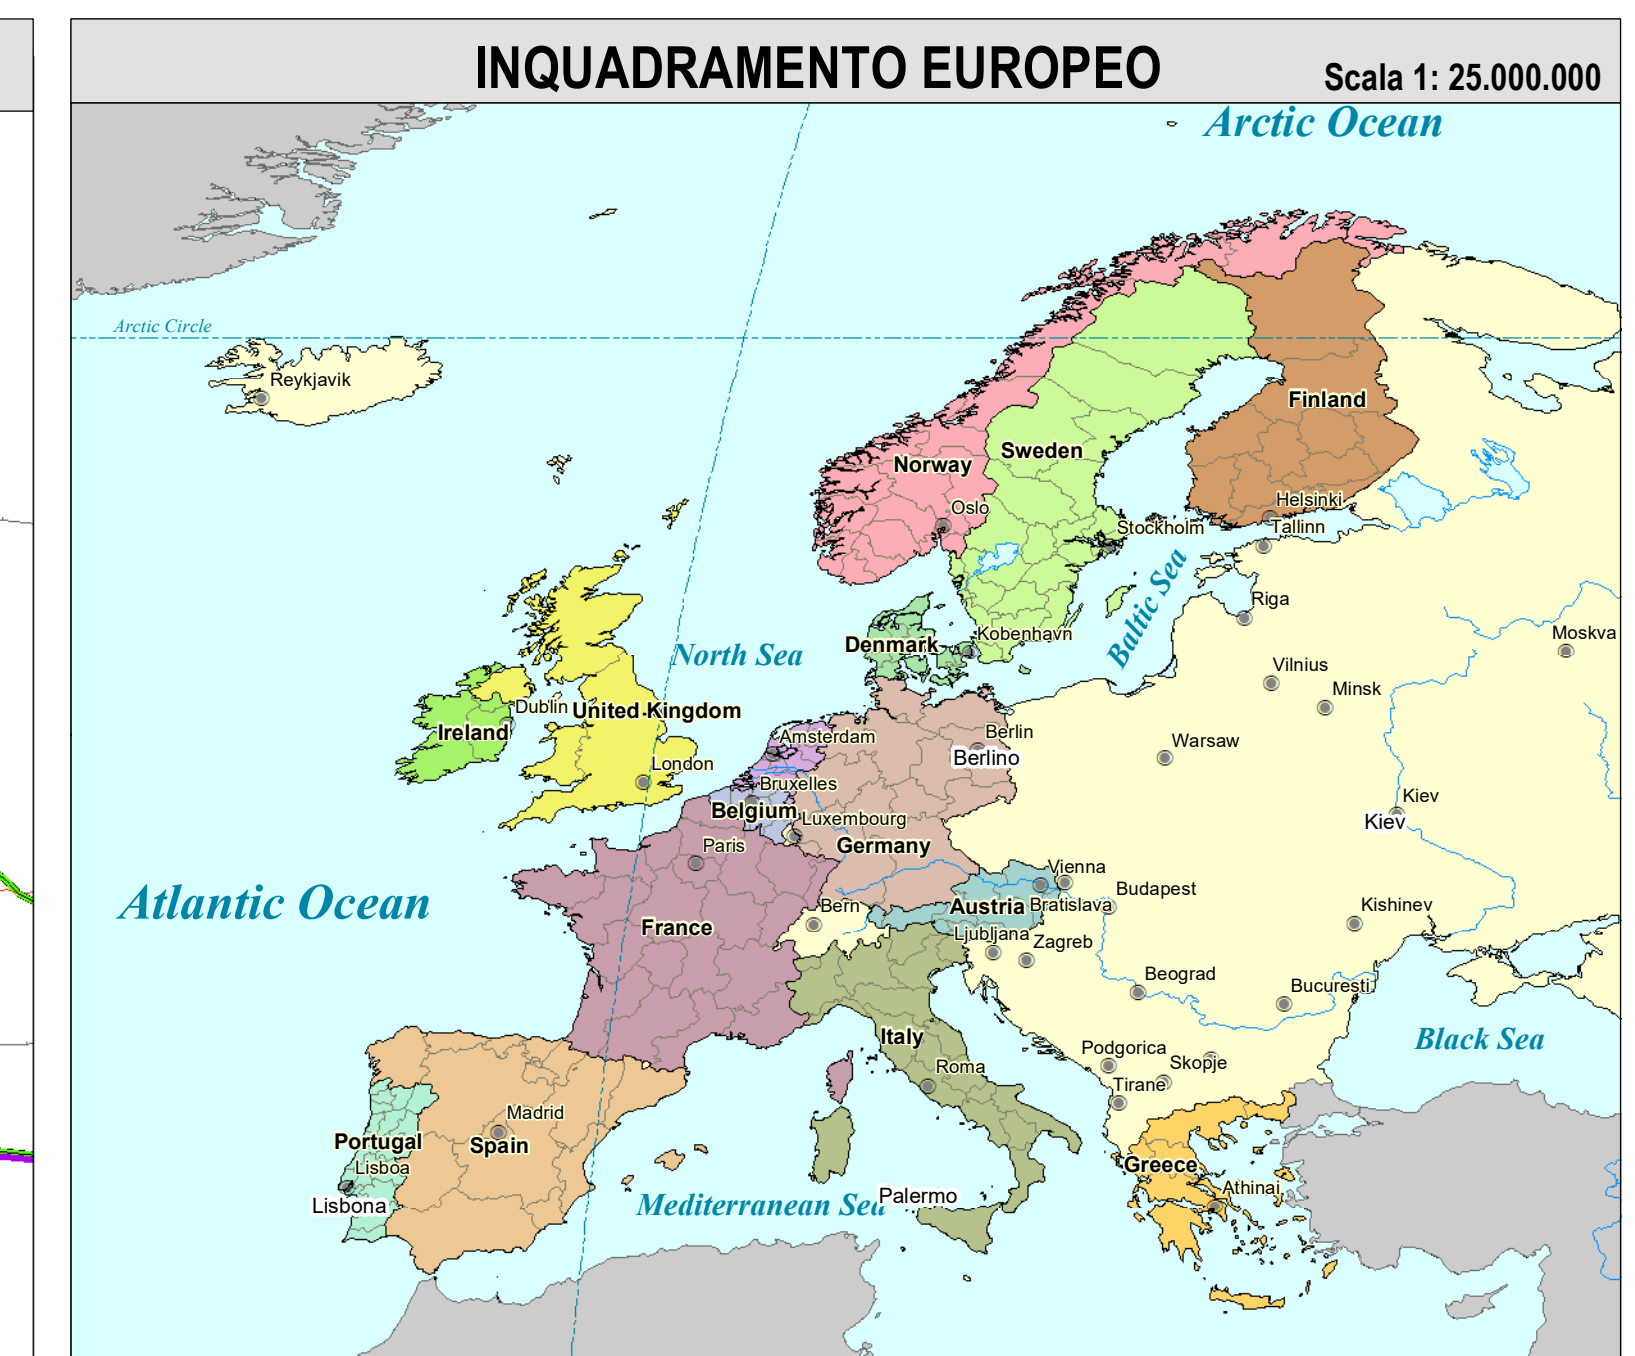 INQUADRAMENTO EUROPEO
Scala 1: 25.000.000
Arctic Ocean
Arctic Circle
Reykjavik
Finland
Sweden
Norway
Helsinki
Oslo
Stockholm
Tallinn
Baltic Sea
Riga
Kobenhavn
Moskva
Denmark
North Sea
Vilnius
Minsk
Dublin
United Kingdom
Ireland
Amsterdam
Berlin
Warsaw
Berlino
London
Bruxelles
Kiev
Belgium
Luxembourg
Kiev
Paris
Germany
Vienna
Budapest
Atlantic Ocean
Bern
Austria
Bratislava
Kishinev
France
Ljubljana
Zagreb
Beograd
Bucuresti
Italy
Black Sea
Podgorica
Skopje
Roma
Tirane
Madrid
Portugal
Spain
Lisboa
Greece
Athinaj
Palermo
Lisbona
Mediterranean Sea